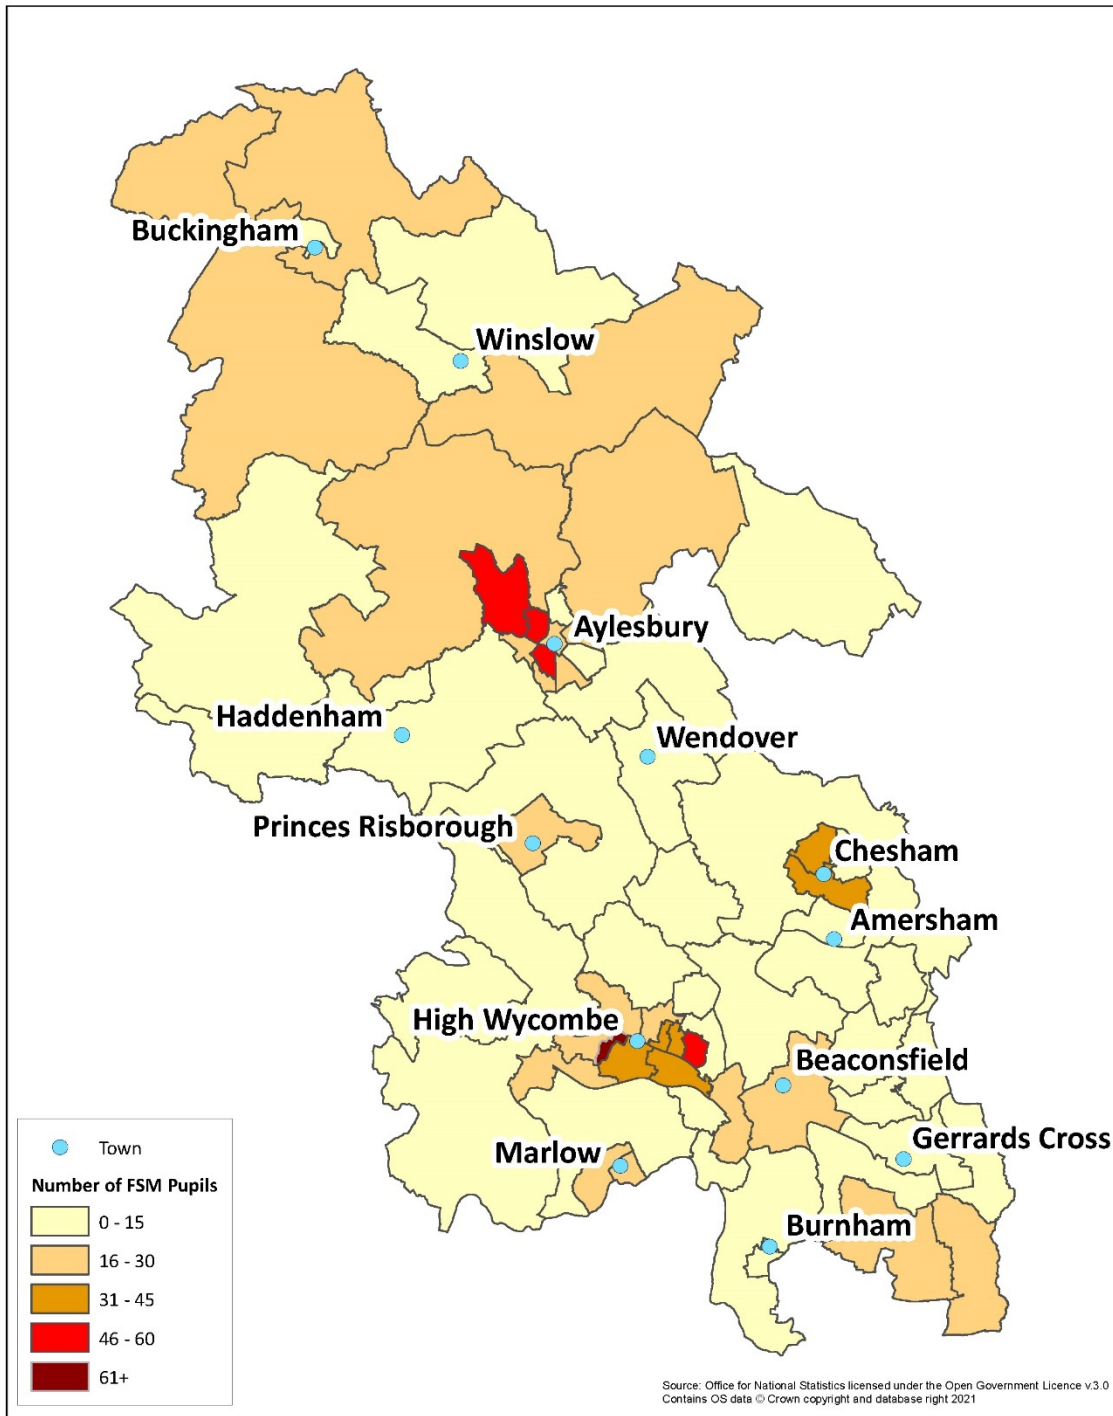 Buckingham
Winslow
Aylesbury
Haddenham
Wendover
Princes Risborough
Chesham
Amersham
High Wycombe
Beaconsfield
Gerrards Cross
Marlow
Burnham
Town
Number of FSM Pupils
0 - 15
16 - 30
31 - 45
46 - 60
61+
Source: Office for National Statistics licensed under the Open Government Licence v.3.0
Contains OS data © Crown copyright and database right 2021